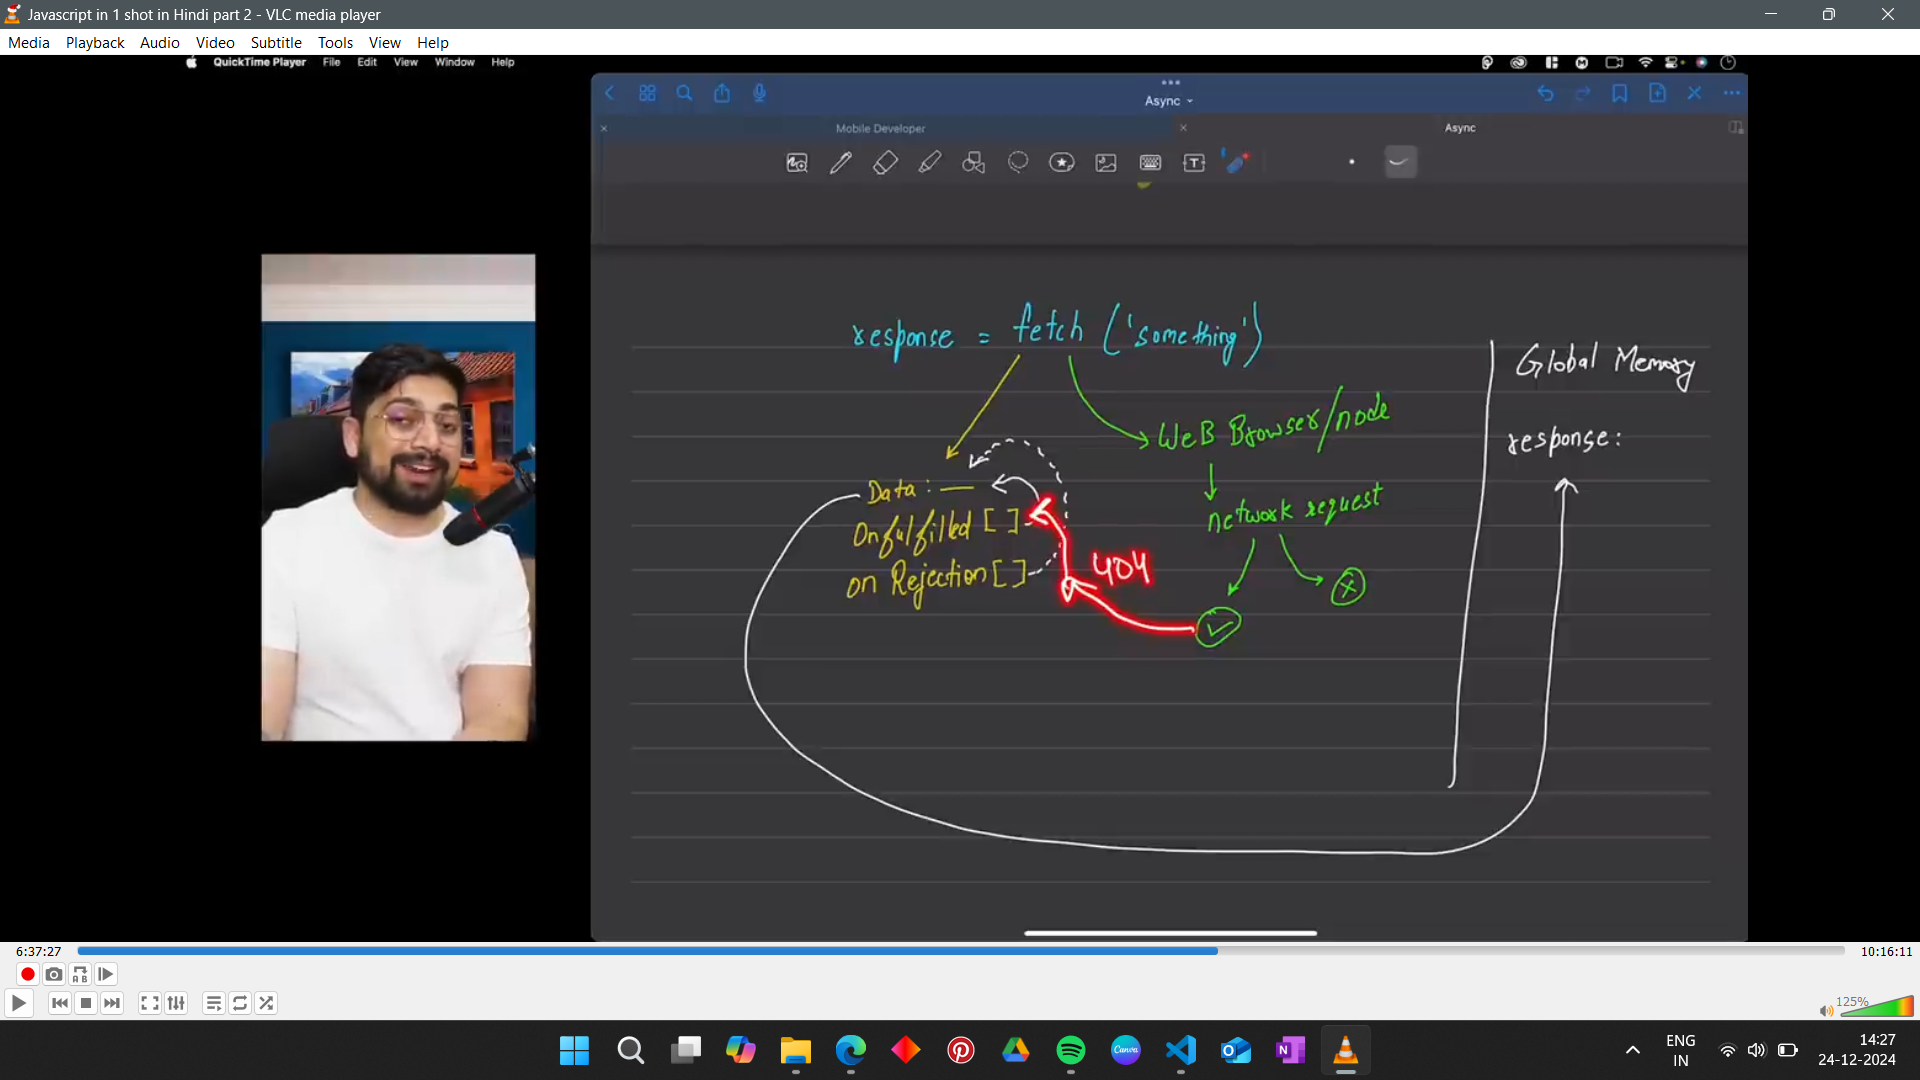 Javascript in 1 shot in Hindi part 2 - VLC media player
Media Playback Audio Video Subtitle Tools View Help
QuickTime Player File Edit View Window Help
Async
Mobile Developer
Async
response = fetch ('something')
Global Memory
WeB Browser/node
response:
Data: —
network request
Onfulfilled [ ]
on Rejection [ ]
404
6:37:27
10:16:11
125%
Canva
ENG
IN
14:27
24-12-2024